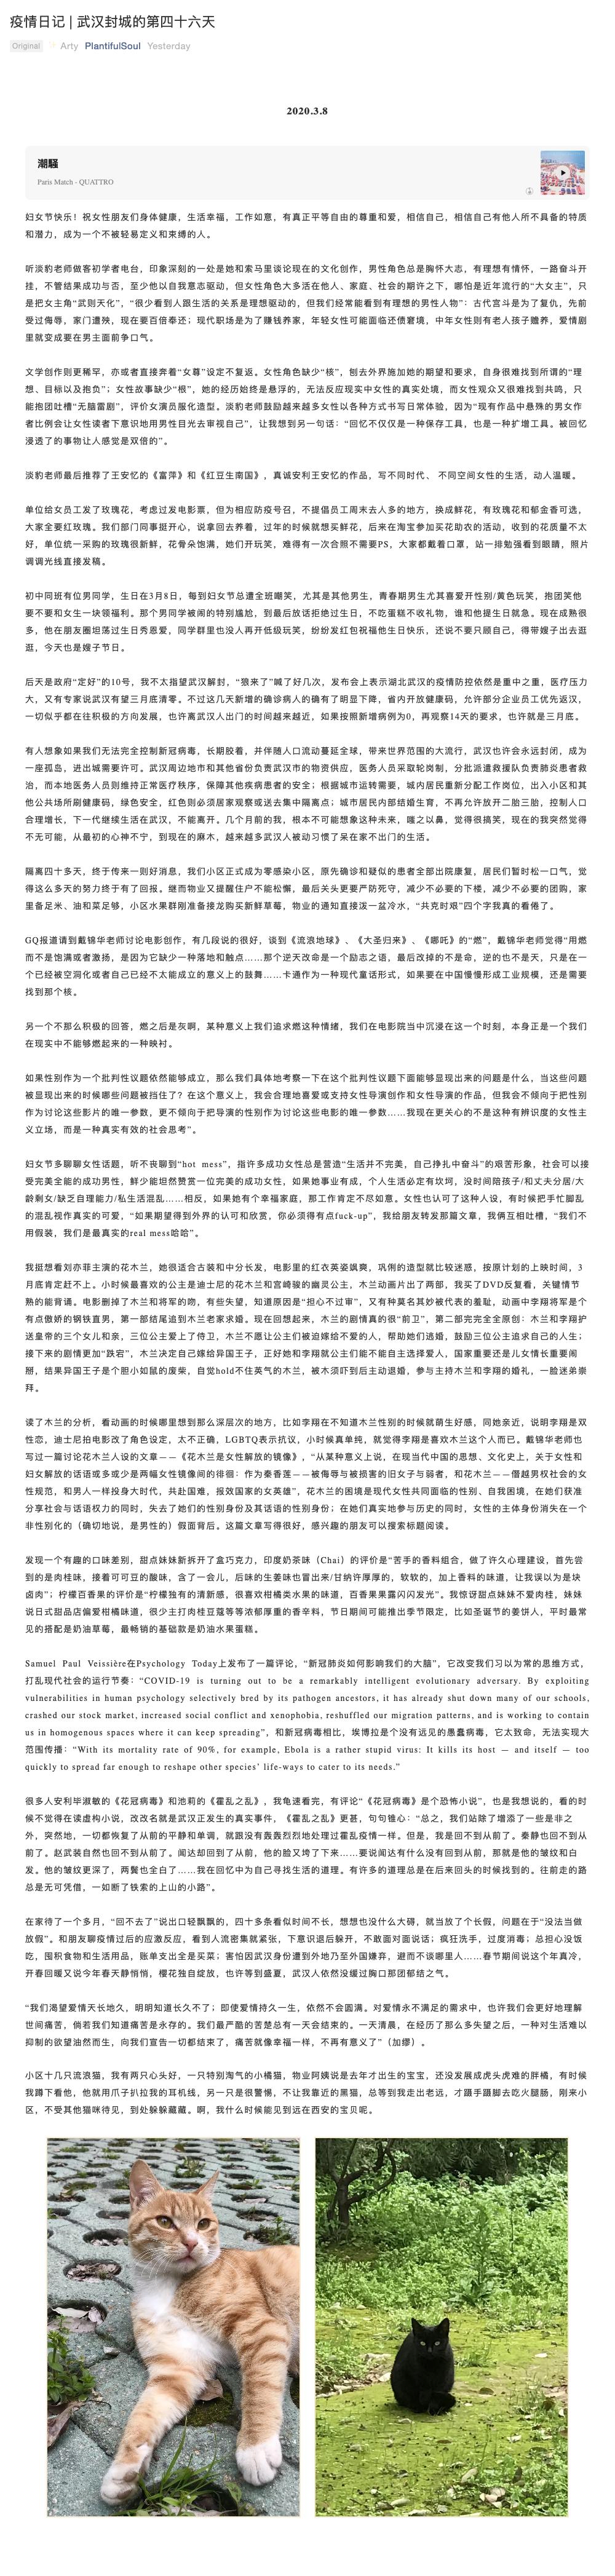 疫情日记 | 武汉封城的第四十六天
Original Arty PlantifulSoul Yesterday
2020.3.8
潮騒
Paris Match - QUATTRO
妇女节快乐！祝女性朋友们身体健康，生活幸福，工作如意，有真正平等自由的尊重和爱，相信自己，相信自己有他人所不具备的特质
和潜力，成为一个不被轻易定义和束缚的人。
听淡豹老师做客初学者电台，印象深刻的一处是她和索马里谈论现在的文化创作，男性角色总是胸怀大志，有理想有情怀，一路奋斗开
挂，不管结果成功与否，至少他以自我意志驱动，但女性角色大多活在他人、家庭、社会的期许之下，哪怕是近年流行的“大女主”，只
是把女主角“武则天化”，“很少看到人跟生活的关系是理想驱动的，但我们经常能看到有理想的男性人物”：古代宫斗是为了复仇，先前
受过侮辱，家门遭殃，现在要百倍奉还；现代职场是为了赚钱养家，年轻女性可能面临还债窘境，中年女性则有老人孩子赡养，爱情剧
里就变成要在男主面前争口气。
文学创作则更稀罕，亦或者直接奔着“女尊”设定不复返。女性角色缺少“核”，刨去外界施加她的期望和要求，自身很难找到所谓的“理
想、目标以及抱负”；女性故事缺少“根”，她的经历始终是悬浮的，无法反应现实中女性的真实处境，而女性观众又很难找到共鸣，只
能抱团吐槽“无脑雷剧”，评价女演员服化造型。淡豹老师鼓励越来越多女性以各种方式书写日常体验，因为“现有作品中悬殊的男女作
者比例会让女性读者下意识地用男性目光去审视自己”，让我想到另一句话：“回忆不仅仅是一种保存工具，也是一种扩增工具。被回忆
浸透了的事物让人感觉是双倍的”。
淡豹老师最后推荐了王安忆的《富萍》和《红豆生南国》，真诚安利王安忆的作品，写不同时代、 不同空间女性的生活，动人温暖。
单位给女员工发了玫瑰花，考虑过发电影票，但为相应防疫号召，不提倡员工周末去人多的地方，换成鲜花，有玫瑰花和郁金香可选，
大家全要红玫瑰。我们部门同事挺开心，说拿回去养着，过年的时候就想买鲜花，后来在淘宝参加买花助农的活动，收到的花质量不太
好，单位统一采购的玫瑰很新鲜，花骨朵饱满，她们开玩笑，难得有一次合照不需要PS，大家都戴着口罩，站一排勉强看到眼睛，照片
调调光线直接发稿。
初中同班有位男同学，生日在3月8日，每到妇女节总遭全班嘲笑，尤其是其他男生，青春期男生尤其喜爱开性别/黄色玩笑，抱团笑他
要不要和女生一块领福利。那个男同学被闹的特别尴尬，到最后放话拒绝过生日，不吃蛋糕不收礼物，谁和他提生日就急。现在成熟很
多，他在朋友圈坦荡过生日秀恩爱，同学群里也没人再开低级玩笑，纷纷发红包祝福他生日快乐，还说不要只顾自己，得带嫂子出去逛
逛，今天也是嫂子节日。
后天是政府“定好”的10号，我不太指望武汉解封，“狼来了”喊了好几次，发布会上表示湖北武汉的疫情防控依然是重中之重，医疗压力
大，又有专家说武汉有望三月底清零。不过这几天新增的确诊病人的确有了明显下降，省内开放健康码，允许部分企业员工优先返汉，
一切似乎都在往积极的方向发展，也许离武汉人出门的时间越来越近，如果按照新增病例为0，再观察14天的要求，也许就是三月底。
有人想象如果我们无法完全控制新冠病毒，长期胶着，并伴随人口流动蔓延全球，带来世界范围的大流行，武汉也许会永远封闭，成为
一座孤岛，进出城需要许可。武汉周边地市和其他省份负责武汉市的物资供应，医务人员采取轮岗制，分批派遣救援队负责肺炎患者救
治，而本地医务人员则维持正常医疗秩序，保障其他疾病患者的安全；根据城市运转需要，城内居民重新分配工作岗位，出入小区和其
他公共场所刷健康码，绿色安全，红色则必须居家观察或送去集中隔离点；城市居民内部结婚生育，不再允许放开二胎三胎，控制人口
合理增长，下一代继续生活在武汉，不能离开。几个月前的我，根本不可能想象这种未来，嗤之以鼻，觉得很搞笑，现在的我突然觉得
不无可能，从最初的心神不宁，到现在的麻木，越来越多武汉人被动习惯了呆在家不出门的生活。
隔离四十多天，终于传来一则好消息，我们小区正式成为零感染小区，原先确诊和疑似的患者全部出院康复，居民们暂时松一口气，觉
得这么多天的努力终于有了回报。继而物业又提醒住户不能松懈，最后关头更要严防死守，减少不必要的下楼，减少不必要的团购，家
里备足米、油和菜足够，小区水果群刚准备接龙购买新鲜草莓，物业的通知直接泼一盆冷水，“共克时艰”四个字我真的看倦了。
GQ报道请到戴锦华老师讨论电影创作，有几段说的很好，谈到《流浪地球》、《大圣归来》、《哪吒》的“燃”，戴锦华老师觉得“用燃
而不是饱满或者激扬，是因为它缺少一种落地和触点……那个逆天改命是一个励志之语，最后改掉的不是命，逆的也不是天，只是在一
个已经被空洞化或者自己已经不太能成立的意义上的鼓舞……卡通作为一种现代童话形式，如果要在中国慢慢形成工业规模，还是需要
找到那个核。
另一个不那么积极的回答，燃之后是灰啊，某种意义上我们追求燃这种情绪，我们在电影院当中沉浸在这一个时刻，本身正是一个我们
在现实中不能够燃起来的一种映衬。
如果性别作为一个批判性议题依然能够成立，那么我们具体地考察一下在这个批判性议题下面能够显现出来的问题是什么，当这些问题
被显现出来的时候哪些问题被挡住了？在这个意义上，我会合理地喜爱或支持女性导演创作和女性导演的作品，但我会不倾向于把性别
作为讨论这些影片的唯一参数，更不倾向于把导演的性别作为讨论这些电影的唯一参数……我现在更关心的不是这种有辨识度的女性主
义立场，而是一种真实有效的社会思考”。
妇女节多聊聊女性话题，听不丧聊到“hot mess”，指许多成功女性总是营造“生活并不完美，自己挣扎中奋斗”的艰苦形象，社会可以接
受完美全能的成功男性，鲜少能坦然赞赏一位完美的成功女性，如果她事业有成，个人生活必定有坎坷，没时间陪孩子/和丈夫分居/大
龄剩女/缺乏自理能力/私生活混乱……相反，如果她有个幸福家庭，那工作肯定不尽如意。女性也认可了这种人设，有时候把手忙脚乱
的混乱视作真实的可爱，“如果期望得到外界的认可和欣赏，你必须得有点fuck-up”，我给朋友转发那篇文章，我俩互相吐槽，“我们不
用假装，我们是最真实的real mess哈哈”。
我挺想看刘亦菲主演的花木兰，她很适合古装和中分长发，电影里的红衣英姿飒爽，巩俐的造型就比较迷惑，按原计划的上映时间，3
月底肯定赶不上。小时候最喜欢的公主是迪士尼的花木兰和宫崎骏的幽灵公主，木兰动画片出了两部，我买了DVD反复看，关键情节
熟的能背诵。电影删掉了木兰和将军的吻，有些失望，知道原因是“担心不过审”，又有种莫名其妙被代表的羞耻，动画中李翔将军是个
有点傲娇的钢铁直男，第一部结尾追到木兰老家求婚。现在回想起来，木兰的剧情真的很“前卫”，第二部完完全全原创：木兰和李翔护
送皇帝的三个女儿和亲，三位公主爱上了侍卫，木兰不愿让公主们被迫嫁给不爱的人，帮助她们逃婚，鼓励三位公主追求自己的人生；
接下来的剧情更加“跌宕”，木兰决定自己嫁给异国王子，正好她和李翔就公主们能不能自主选择爱人，国家重要还是儿女情长重要闹
掰，结果异国王子是个胆小如鼠的废柴，自觉hold不住英气的木兰，被木须吓到后主动退婚，参与主持木兰和李翔的婚礼，一脸迷弟崇
拜。
读了木兰的分析，看动画的时候哪里想到那么深层次的地方，比如李翔在不知道木兰性别的时候就萌生好感，同她亲近，说明李翔是双
性恋，迪士尼拍电影改了角色设定，太不正确，LGBTQ表示抗议，小时候真单纯，就觉得李翔是喜欢木兰这个人而已。戴锦华老师也
写过一篇讨论花木兰人设的文章——《花木兰是女性解放的镜像》，“从某种意义上说，在现当代中国的思想、文化史上，关于女性和
妇女解放的话语或多或少是两幅女性镜像间的徘徊：作为秦香莲——被侮辱与被损害的旧女子与弱者，和花木兰——僭越男权社会的女
性规范，和男人一样投身大时代，共赴国难，报效国家的女英雄”，花木兰的困境是现代女性共同面临的性别、自我困境，在她们获准
分享社会与话语权力的同时，失去了她们的性别身份及其话语的性别身份；在她们真实地参与历史的同时，女性的主体身份消失在一个
非性别化的（确切地说，是男性的）假面背后。这篇文章写得很好，感兴趣的朋友可以搜索标题阅读。
发现一个有趣的口味差别，甜点妹妹新拆开了盒巧克力，印度奶茶味（Chai）的评价是“苦手的香料组合，做了许久心理建设，首先尝
到的是肉桂味，接着可可豆的酸味，含了一会儿，后味的生姜味也冒出来/甘纳许厚厚的，软软的，加上香料的味道，让我误以为是块
卤肉”；柠檬百香果的评价是“柠檬独有的清新感，很喜欢柑橘类水果的味道，百香果果露闪闪发光”。我惊讶甜点妹妹不爱肉桂，妹妹
说日式甜品店偏爱柑橘味道，很少主打肉桂豆蔻等等浓郁厚重的香辛料，节日期间可能推出季节限定，比如圣诞节的姜饼人，平时最常
见的搭配是奶油草莓，最畅销的基础款是奶油水果蛋糕。
Samuel Paul Veissière在Psychology Today上发布了一篇评论，“新冠肺炎如何影响我们的大脑”，它改变我们习以为常的思维方式，
打乱现代社会的运行节奏：“COVID-19 is turning out to be a remarkably intelligent evolutionary adversary. By exploiting
vulnerabilities in human psychology selectively bred by its pathogen ancestors, it has already shut down many of our schools,
crashed our stock market, increased social conflict and xenophobia, reshuffled our migration patterns, and is working to contain
us in homogenous spaces where it can keep spreading”，和新冠病毒相比，埃博拉是个没有远见的愚蠢病毒，它太致命，无法实现大
范围传播：“With its mortality rate of 90%, for example, Ebola is a rather stupid virus: It kills its host — and itself — too
quickly to spread far enough to reshape other species’ life-ways to cater to its needs.”
很多人安利毕淑敏的《花冠病毒》和池莉的《霍乱之乱》，我龟速看完，有评论“《花冠病毒》是个恐怖小说”，也是我想说的，看的时
候不觉得在读虚构小说，改改名就是武汉正发生的真实事件，《霍乱之乱》更甚，句句锥心：“总之，我们站除了增添了一些是非之
外，突然地，一切都恢复了从前的平静和单调，就跟没有轰轰烈烈地处理过霍乱疫情一样。但是，我是回不到从前了。秦静也回不到从
前了。赵武装自然也回不到从前了。闻达却回到了从前，他的脸又垮了下来……要说闻达有什么没有回到从前，那就是他的皱纹和白
发。他的皱纹更深了，两鬓也全白了……我在回忆中为自己寻找生活的道理。有许多的道理总是在后来回头的时候找到的。往前走的路
总是无可凭借，一如断了铁索的上山的小路”。
在家待了一个多月，“回不去了”说出口轻飘飘的，四十多条看似时间不长，想想也没什么大碍，就当放了个长假，问题在于“没法当做
放假”。和朋友聊疫情过后的应激反应，看到人流密集就紧张，下意识退后躲开，不敢面对面说话；疯狂洗手，过度消毒；总担心没饭
吃，囤积食物和生活用品，账单支出全是买菜；害怕因武汉身份遭到外地乃至外国嫌弃，避而不谈哪里人……春节期间说这个年真冷，
开春回暖又说今年春天静悄悄，樱花独自绽放，也许等到盛夏，武汉人依然没缓过胸口那团郁结之气。
“我们渴望爱情天长地久，明明知道长久不了；即使爱情持久一生，依然不会圆满。对爱情永不满足的需求中，也许我们会更好地理解
世间痛苦，倘若我们知道痛苦是永存的。我们最严酷的苦楚总有一天会结束的。一天清晨，在经历了那么多失望之后，一种对生活难以
抑制的欲望油然而生，向我们宣告一切都结束了，痛苦就像幸福一样，不再有意义了”（加缪）。
小区十几只流浪猫，我有两只心头好，一只特别淘气的小橘猫，物业阿姨说是去年才出生的宝宝，还没发展成虎头虎难的胖橘，有时候
我蹲下看他，他就用爪子扒拉我的耳机线，另一只是很警惕，不让我靠近的黑猫，总等到我走出老远，才蹑手蹑脚去吃火腿肠，刚来小
区，不受其他猫咪待见，到处躲躲藏藏。啊，我什么时候能见到远在西安的宝贝呢。